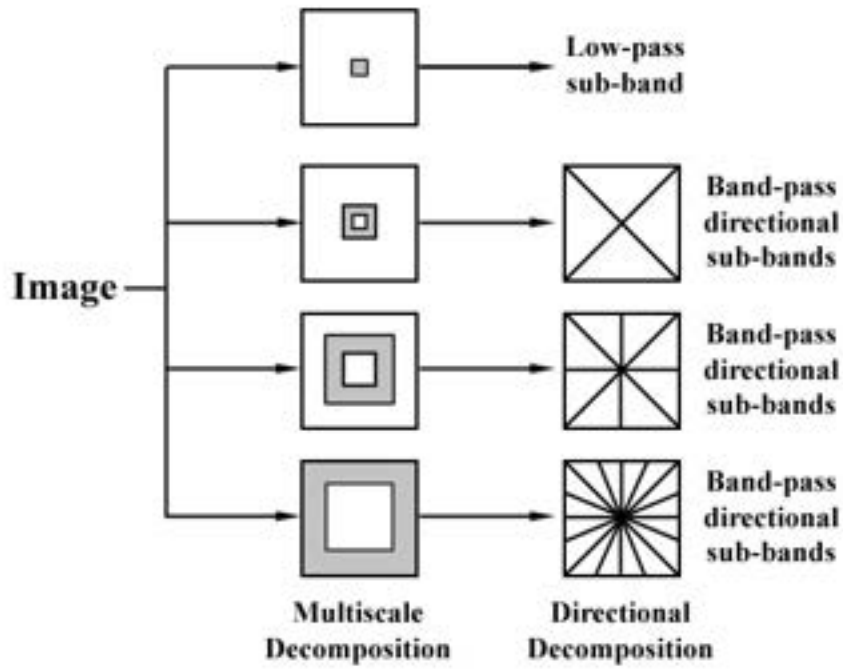 Low-pass
sub-band
Band-pass
directional
sub-bands
Image
Band-pass
directional
sub-bands
Band-pass
directional
sub-bands
Multiscale
Decomposition
Directional
Decomposition